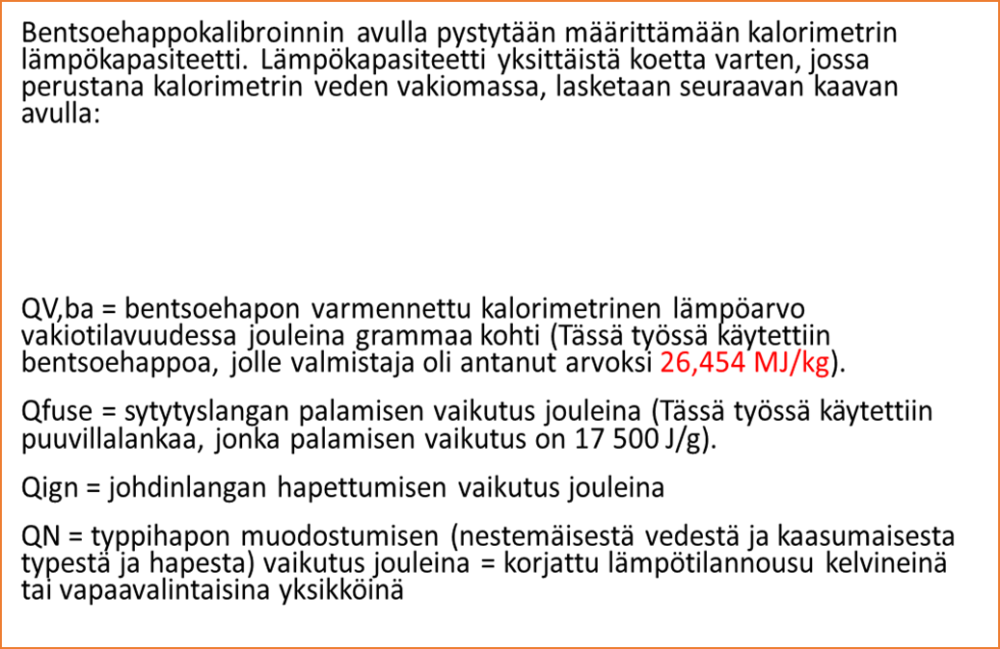 Bentsoehappokalibroinnin avulla pystytään määrittämään kalorimetrin
lämpökapasiteetti. Lämpökapasiteetti yksittäistä koetta varten, jossa
perustana kalorimetrin veden vakiomassa, lasketaan seuraavan kaavan
avulla:
QV,ba = bentsoehapon varmennettu kalorimetrinen lämpöarvo
vakiotilavuudessa jouleina grammaa kohti (Tässä työssä käytettiin
bentsoehappoa, jolle valmistaja oli antanut arvoksi 26,454 MJ/kg).
Qfuse = sytytyslangan palamisen vaikutus jouleina (Tässä työssä käytettiin
puuvillalankaa, jonka palamisen vaikutus on 17 500 J/g).
Qign = johdinlangan hapettumisen vaikutus jouleina
QN = typpihapon muodostumisen (nestemäisestä vedestä ja kaasumaisesta
typestä ja hapesta) vaikutus jouleina = korjattu lämpötilannousu kelvineinä
tai vapaavalintaisina yksikköinä